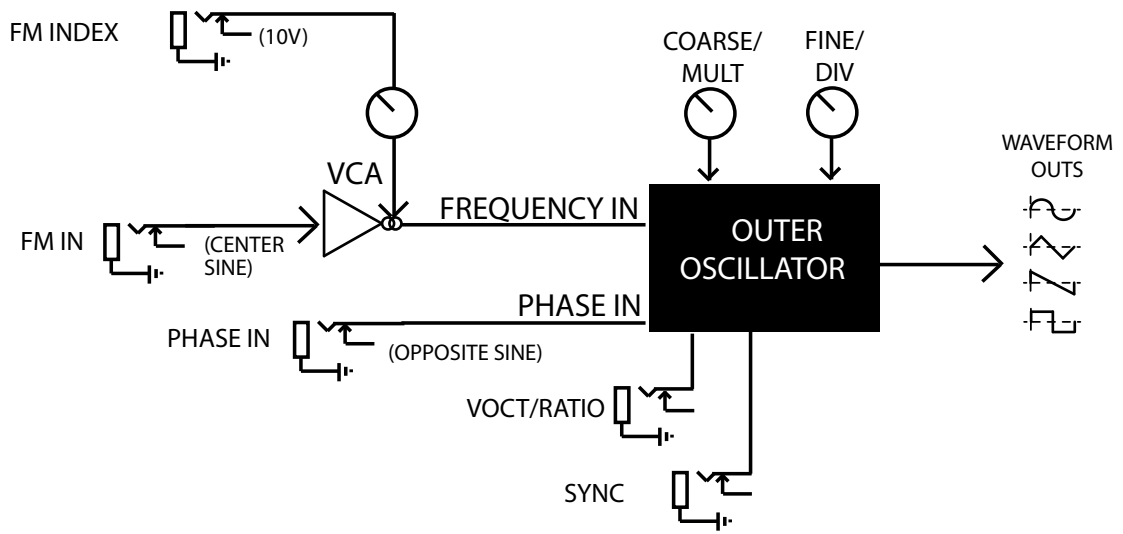 FM INDEX
(10V)
COARSE/
MULT
FINE/
DIV
WAVEFORM
OUTS
VCA
FREQUENCY IN
FM IN
(CENTER
SINE)
OUTER
OSCILLATOR
PHASE IN
PHASE IN
(OPPOSITE SINE)
VOCT/RATIO
SYNC